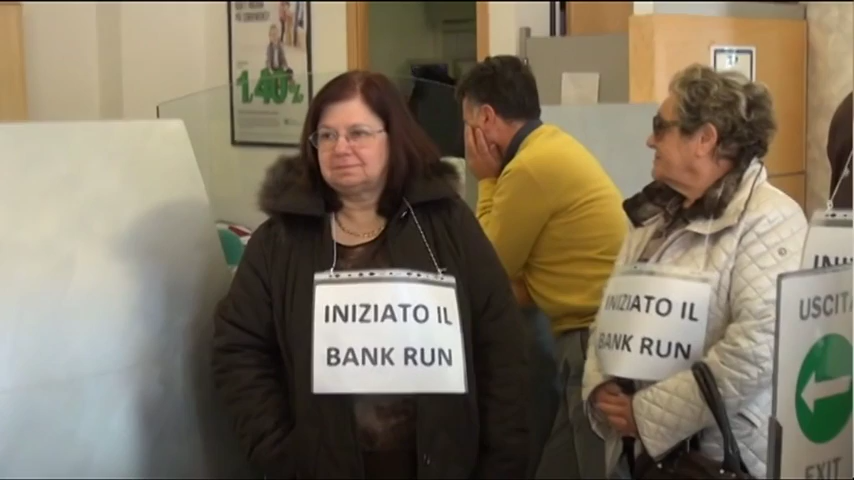 1.40%
INIZIATO IL
BANK RUN
INIZIATO IL
BANK RUN
USCITA
EXIT